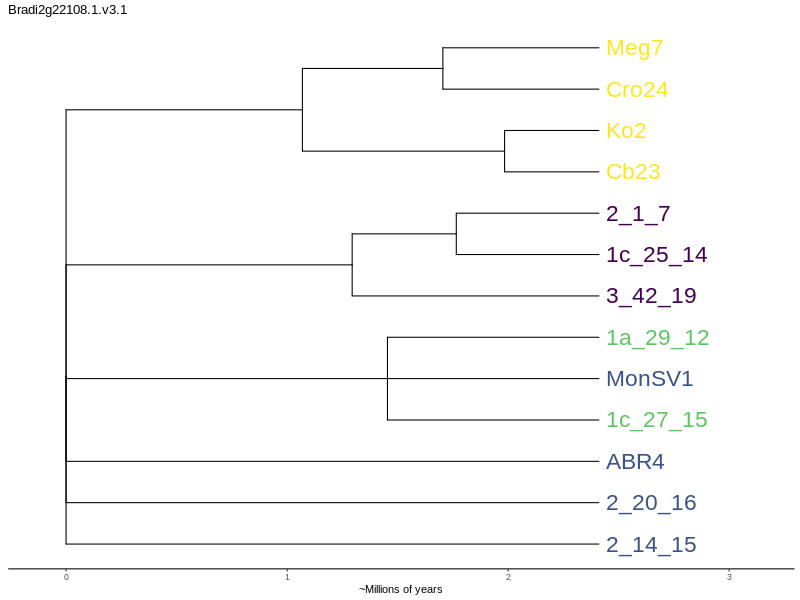 Bradi2g22108.1.v3.1
Meg7
Cro24
Ko2
Cb23
2_1_7
1c_25_14
3_42_19
1a_29_12
MonSV1
1c_27_15
ABR4
2_20_16
2_14_15
0 1 2 3
~Millions of years